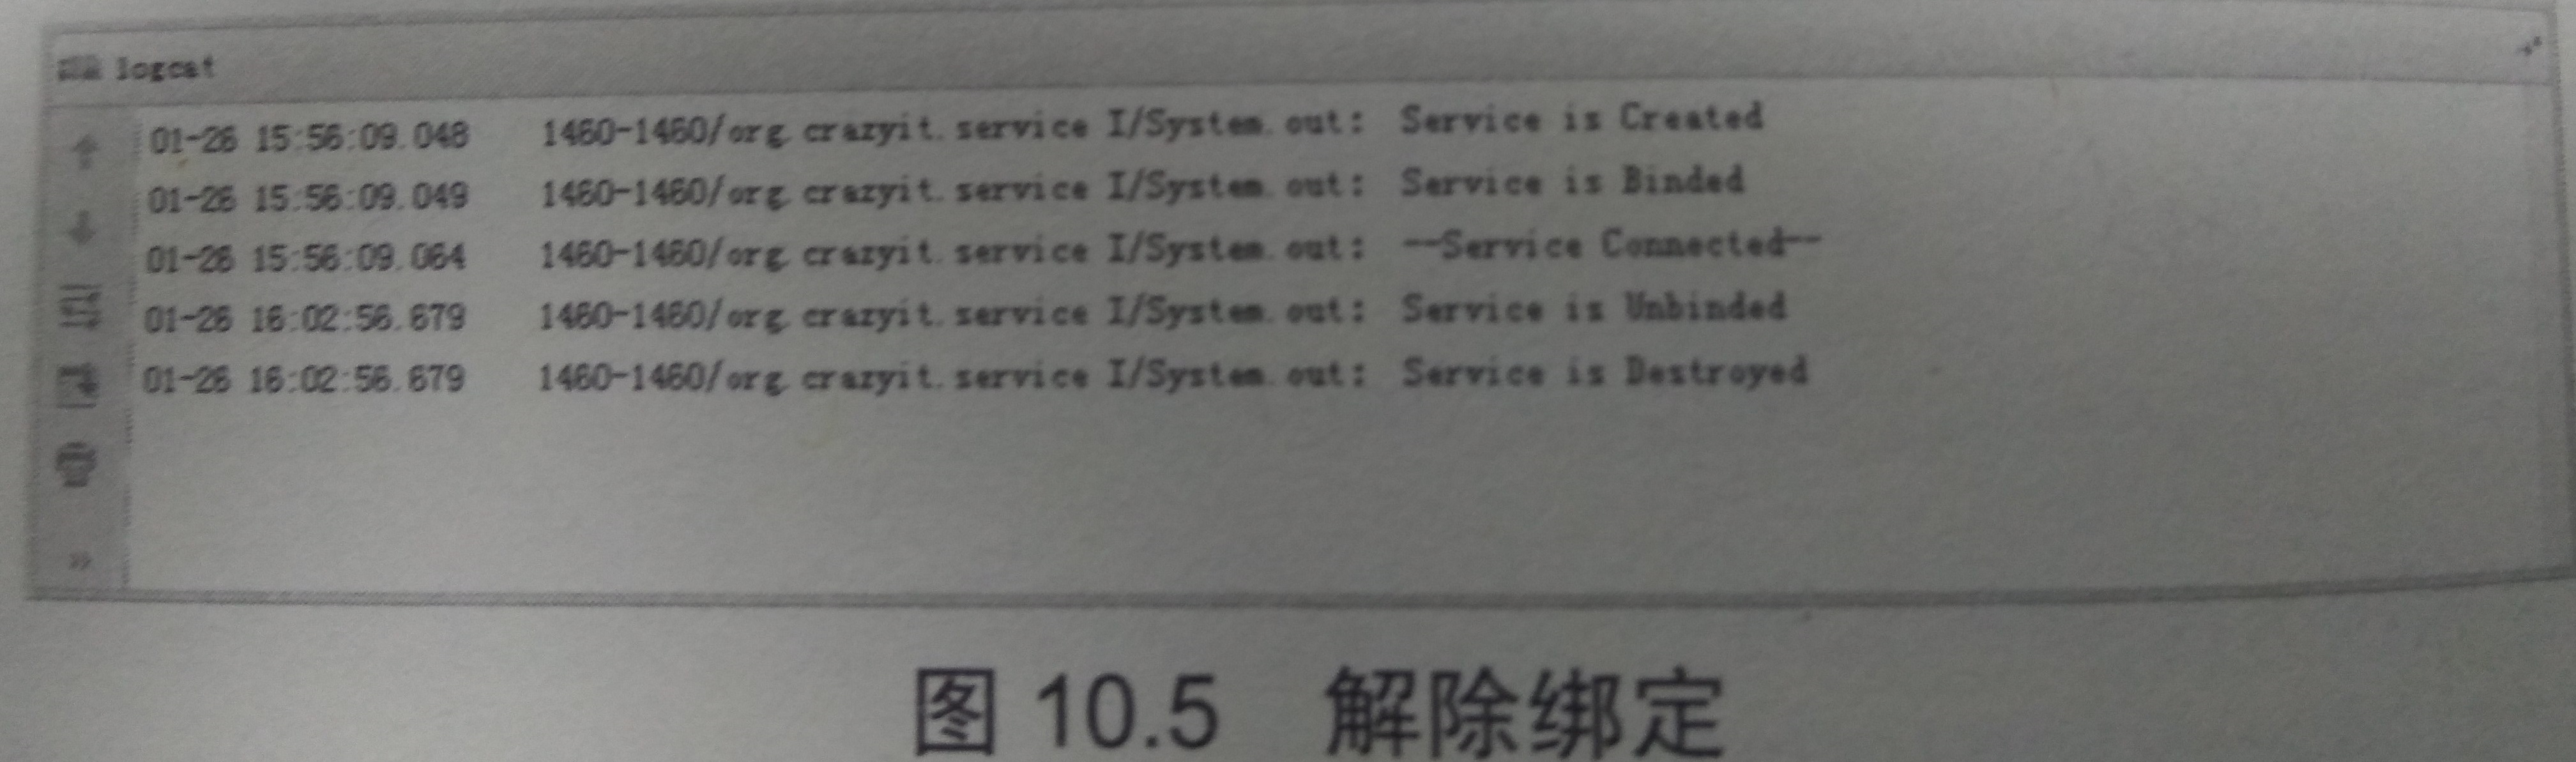 logcat
01-26 15:56:09.048 1460-1460/org.crazyit.service I/System.out: Service is Created
01-26 15:56:09.049 1460-1460/org.crazyit.service I/System.out: Service is Binded
01-26 15:56:09.064 1460-1460/org.crazyit.service I/System.out: --Service Connected--
01-26 16:02:56.679 1460-1460/org.crazyit.service I/System.out: Service is Unbinded
01-26 16:02:56.679 1460-1460/org.crazyit.service I/System.out: Service is Destroyed
图 10.5 解除绑定